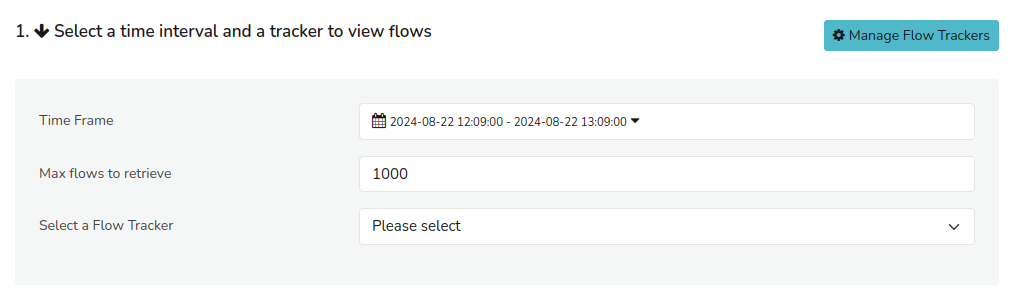 1. Select a time interval and a tracker to view flows
Manage Flow Trackers
Time Frame
2024-08-22 12:09:00 - 2024-08-22 13:09:00
Max flows to retrieve
1000
Select a Flow Tracker
Please select